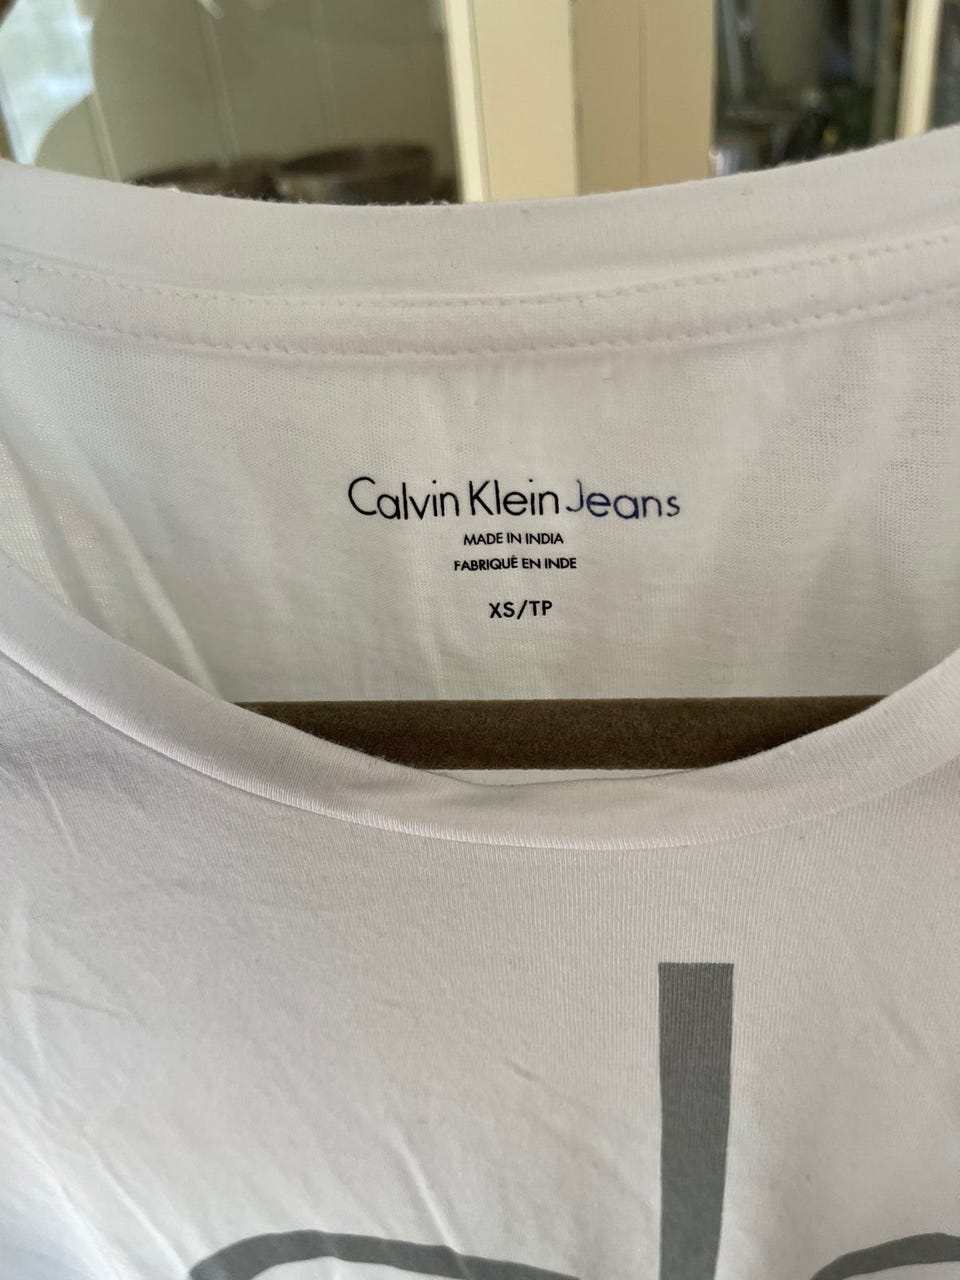 Calvin Klein Jeans
MADE IN INDIA
FABRIQUÉ EN INDE
XS/TP